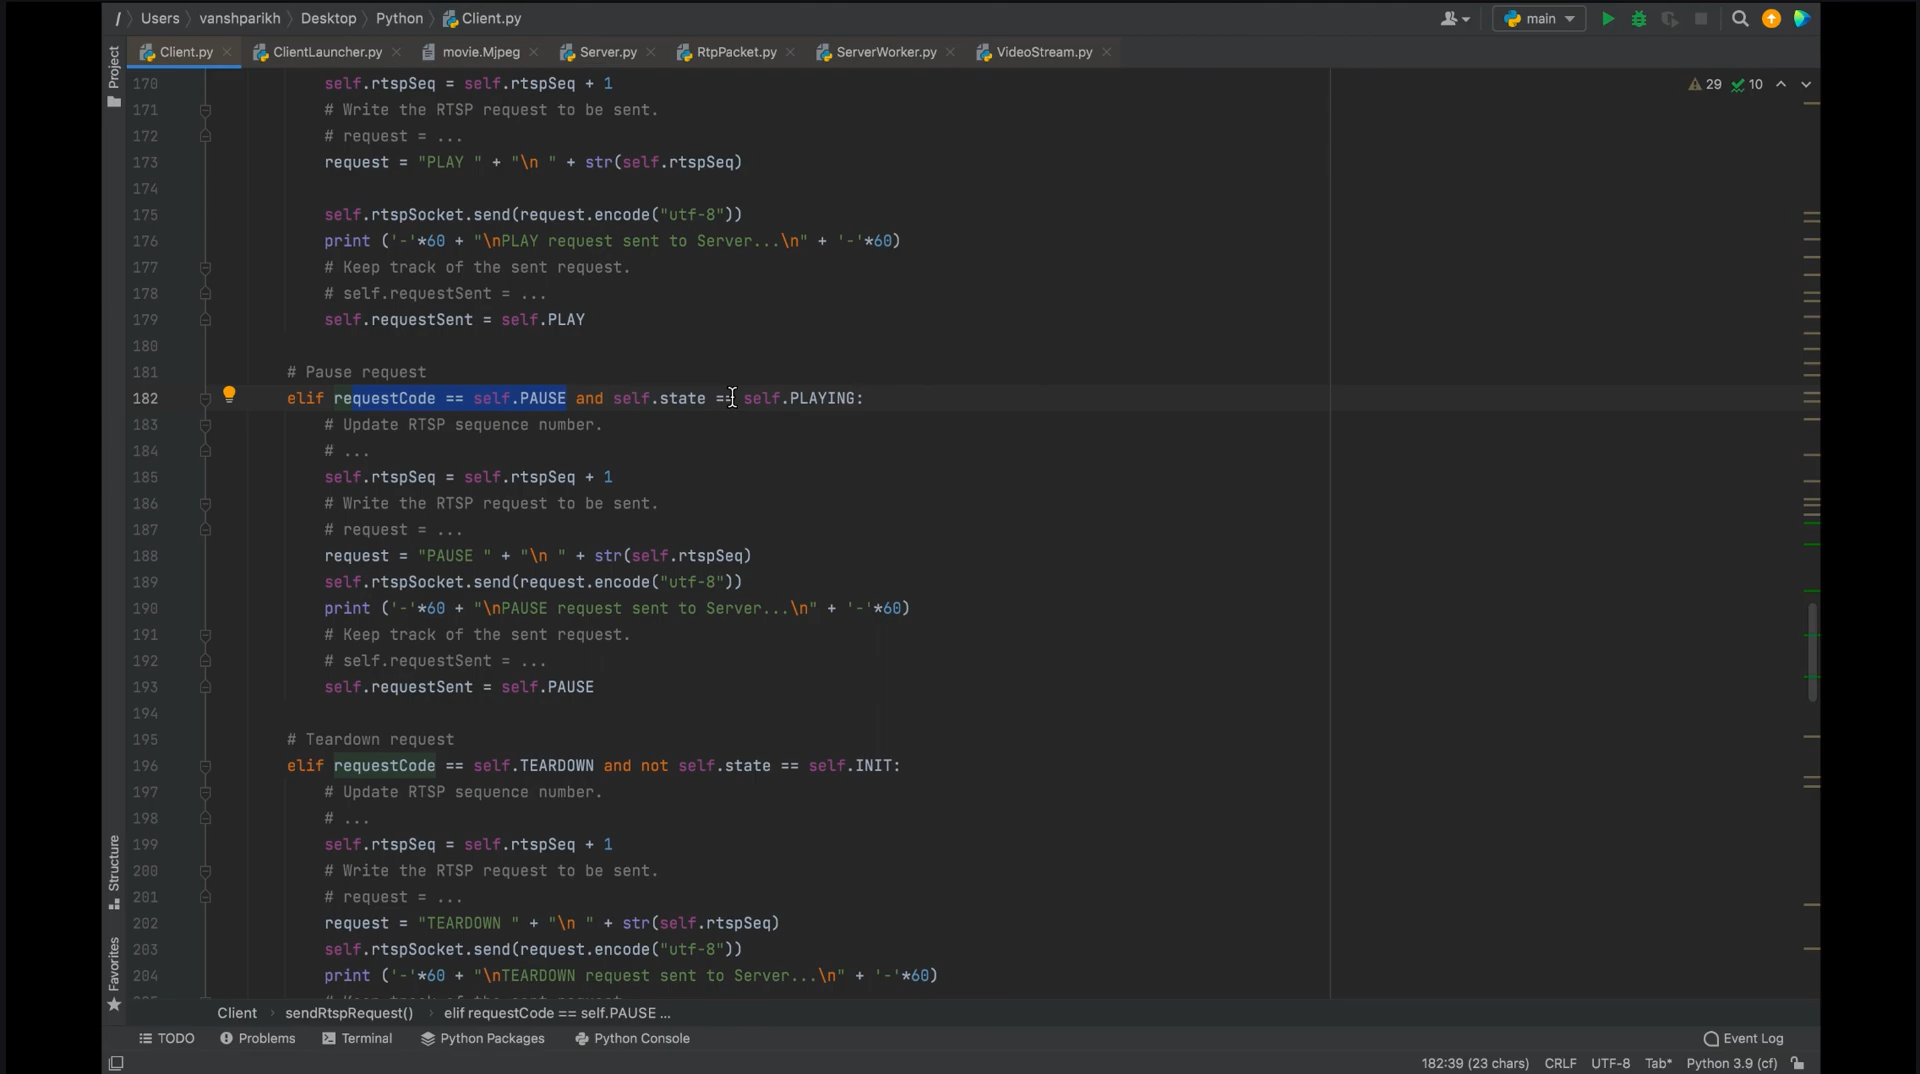 / Users vanshparikh Desktop Python Client.py main
Client.py ClientLauncher.py movie.Mjpeg Server.py RtpPacket.py ServerWorker.py VideoStream.py
Project
29 10
170 self.rtspSeq = self.rtspSeq + 1
171 # Write the RTSP request to be sent.
172 # request = ...
173 request = "PLAY " + "\n " + str(self.rtspSeq)
174
175 self.rtspSocket.send(request.encode("utf-8"))
176 print ('-'*60 + "\nPLAY request sent to Server...\n" + '-'*60)
177 # Keep track of the sent request.
178 # self.requestSent = ...
179 self.requestSent = self.PLAY
180
181 # Pause request
182 elif requestCode == self.PAUSE and self.state == self.PLAYING:
183 # Update RTSP sequence number.
184 # ...
185 self.rtspSeq = self.rtspSeq + 1
186 # Write the RTSP request to be sent.
187 # request = ...
188 request = "PAUSE " + "\n " + str(self.rtspSeq)
189 self.rtspSocket.send(request.encode("utf-8"))
190 print ('-'*60 + "\nPAUSE request sent to Server...\n" + '-'*60)
191 # Keep track of the sent request.
192 # self.requestSent = ...
193 self.requestSent = self.PAUSE
194
195 # Teardown request
196 elif requestCode == self.TEARDOWN and not self.state == self.INIT:
197 # Update RTSP sequence number.
198 # ...
199 self.rtspSeq = self.rtspSeq + 1
200 # Write the RTSP request to be sent.
201 # request = ...
202 request = "TEARDOWN " + "\n " + str(self.rtspSeq)
203 self.rtspSocket.send(request.encode("utf-8"))
204 print ('-'*60 + "\nTEARDOWN request sent to Server...\n" + '-'*60)
Structure
Favorites
Client sendRtspRequest() elif requestCode == self.PAUSE ...
TODO Problems Terminal Python Packages Python Console Event Log
182:39 (23 chars) CRLF UTF-8 Tab* Python 3.9 (cf)